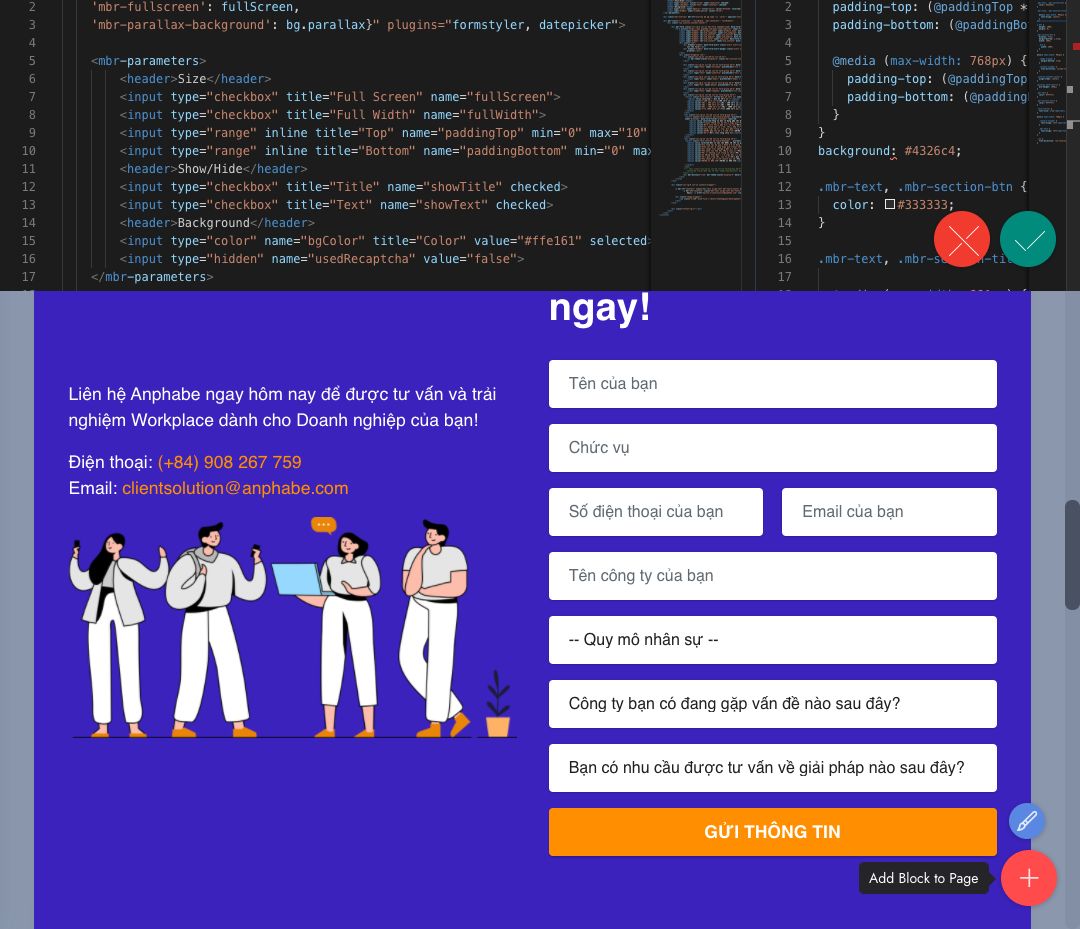 2 'mbr-fullscreen': fullScreen,
3 'mbr-parallax-background': bg.parallax}" plugins="formstyler, datepicker">
4
5 <mbr-parameters>
6 <header>Size</header>
7 <input type="checkbox" title="Full Screen" name="fullScreen">
8 <input type="checkbox" title="Full Width" name="fullWidth">
9 <input type="range" inline title="Top" name="paddingTop" min="0" max="10"
10 <input type="range" inline title="Bottom" name="paddingBottom" min="0" max
11 <header>Show/Hide</header>
12 <input type="checkbox" title="Title" name="showTitle" checked>
13 <input type="checkbox" title="Text" name="showText" checked>
14 <header>Background</header>
15 <input type="color" name="bgColor" title="Color" value="#ffe161" selected>
16 <input type="hidden" name="usedRecaptcha" value="false">
17 </mbr-parameters>
2 padding-top: (@paddingTop *
3 padding-bottom: (@paddingBo
4
5 @media (max-width: 768px) {
6 padding-top: (@paddingTop
7 padding-bottom: (@padding
8 }
9 }
10 background: #4326c4;
11
12 .mbr-text, .mbr-section-btn {
13 color: #333333;
14 }
15
16 .mbr-text, .mbr-section-tit
17
ngay!
Liên hệ Anphabe ngay hôm nay để được tư vấn và trải
nghiệm Workplace dành cho Doanh nghiệp của bạn!
Điện thoại: (+84) 908 267 759
Email: clientsolution@anphabe.com
Tên của bạn
Chức vụ
Số điện thoại của bạn
Email của bạn
Tên công ty của bạn
-- Quy mô nhân sự --
Công ty bạn có đang gặp vấn đề nào sau đây?
Bạn có nhu cầu được tư vấn về giải pháp nào sau đây?
GỬI THÔNG TIN
Add Block to Page